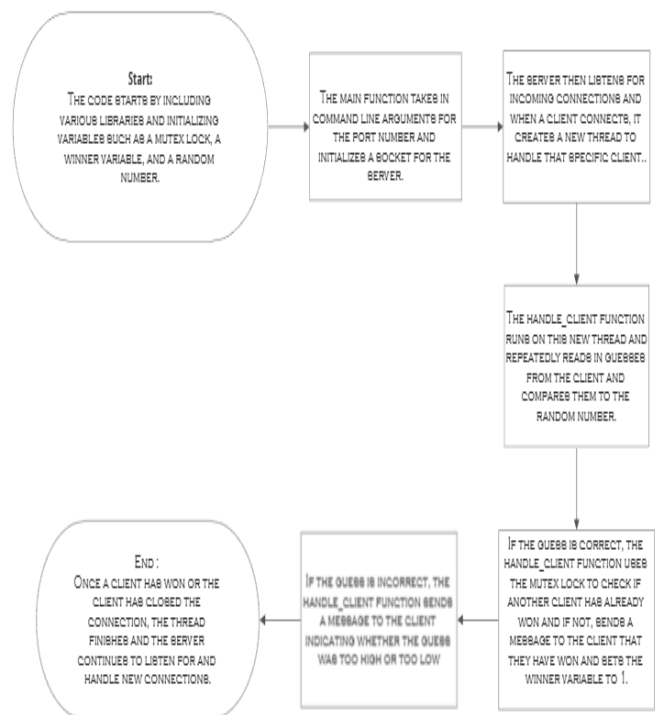 Start:
The code starts by including
various libraries and initializing
variables such as a mutex lock, a
winner variable, and a random
number.
The main function takes in
command line arguments for
the port number and
initializes a socket for the
server.
The server then listens for
incoming connections and
when a client connects, it
creates a new thread to
handle that specific client..
The handle_client function
runs on this new thread and
repeatedly reads in guesses
from the client and
compares them to the
random number.
If the guess is correct, the
handle_client function uses
the mutex lock to check if
another client has already
won and if not, sends a
message to the client that
they have won and sets the
winner variable to 1.
If the guess is incorrect, the
handle_client function sends
a message to the client
indicating whether the guess
was too high or too low
End :
Once a client has won or the
client has closed the
connection, the thread
finishes and the server
continues to listen for and
handle new connections.